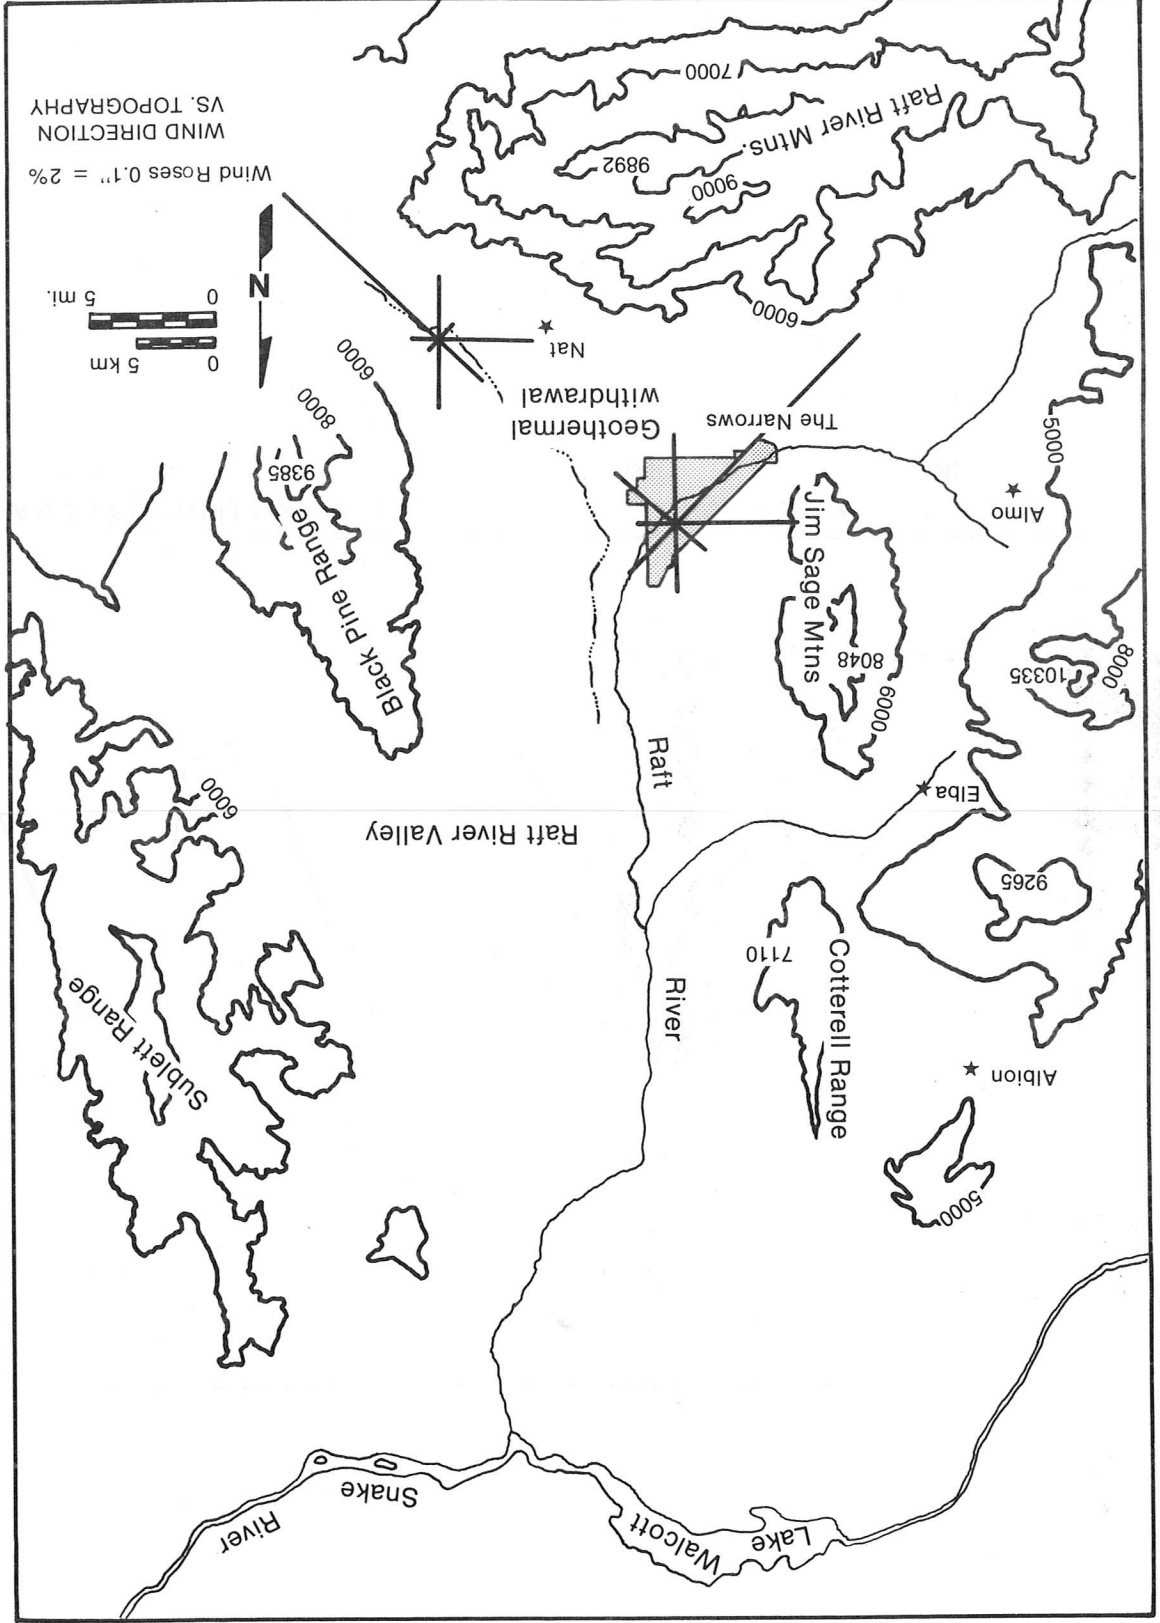 River
Snake
Lake
Walcott
5000
Albion
Sublett Range
Cotterell Range
7110
River
9265
Raft River Valley
6000
Elba
Raft
Black Pine Range
6000
8048
Jim Sage Mtns
10335
8000
Almo
9385
8000
6000
Geothermal
withdrawal
The Narrows
5000
Nat
0 5 km
0 5 mi.
N
6000
Wind Roses 0.1" = 2%
WIND DIRECTION
VS. TOPOGRAPHY
9000
9892
Raft River Mtns.
7000